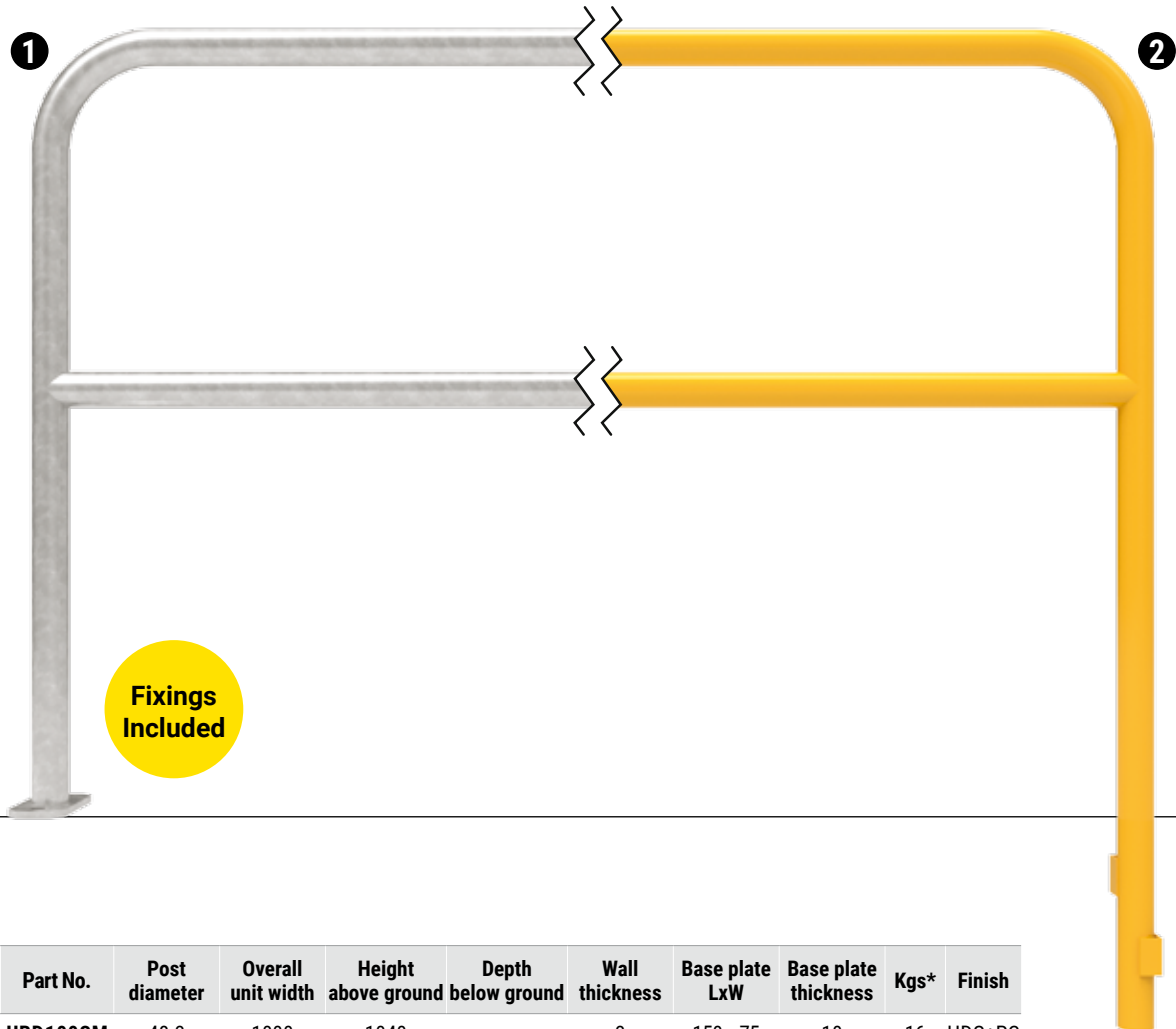 1
2
Fixings
Included
Part No. Post diameter Overall unit width Height above ground Depth below ground Wall thickness Base plate LxW Base plate thickness Kgs* Finish